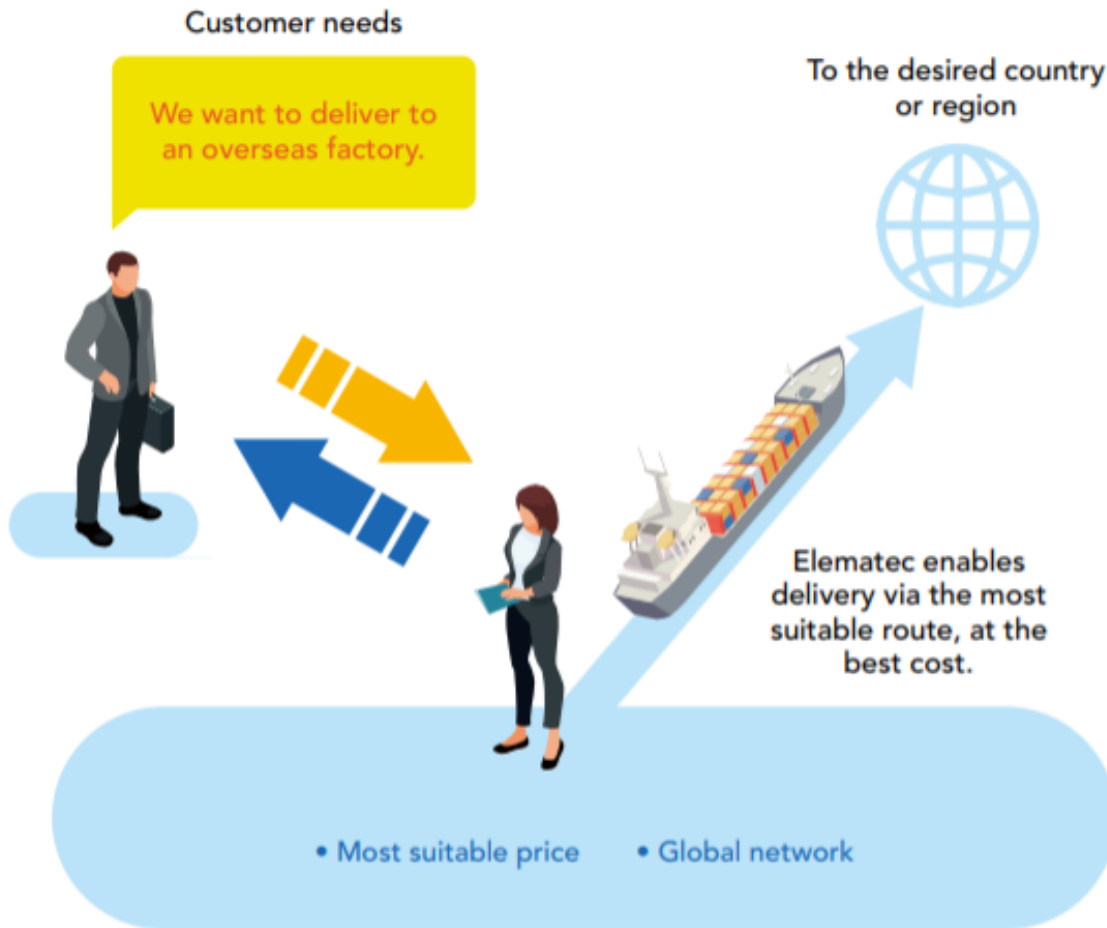 Customer needs
We want to deliver to
an overseas factory.
To the desired country
or region
Elematec enables
delivery via the most
suitable route, at the
best cost.
• Most suitable price
• Global network